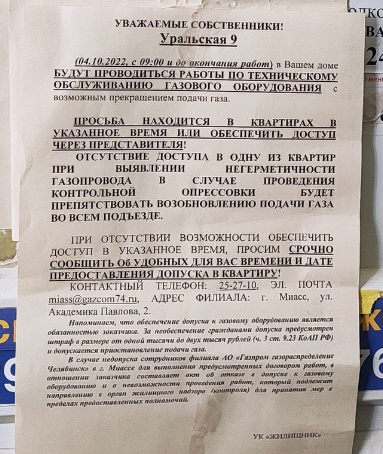 УВАЖАЕМЫЕ СОБСТВЕННИКИ!
Уральская 9
(04.10.2022, с 09:00 и до окончания работ) в Вашем доме
БУДУТ ПРОВОДИТЬСЯ РАБОТЫ ПО ТЕХНИЧЕСКОМУ
ОБСЛУЖИВАНИЮ ГАЗОВОГО ОБОРУДОВАНИЯ с
возможным прекращением подачи газа.
ПРОСЬБА НАХОДИТСЯ В КВАРТИРАХ В
УКАЗАННОЕ ВРЕМЯ ИЛИ ОБЕСПЕЧИТЬ ДОСТУП
ЧЕРЕЗ ПРЕДСТАВИТЕЛЯ!
ОТСУТСТВИЕ ДОСТУПА В ОДНУ ИЗ КВАРТИР
ПРИ ВЫЯВЛЕНИИ НЕГЕРМЕТИЧНОСТИ
ГАЗОПРОВОДА В СЛУЧАЕ ПРОВЕДЕНИЯ
КОНТРОЛЬНОЙ ОПРЕССОВКИ БУДЕТ
ПРЕПЯТСТВОВАТЬ ВОЗОБНОВЛЕНИЮ ПОДАЧИ ГАЗА
ВО ВСЕМ ПОДЪЕЗДЕ.
ПРИ ОТСУТСТВИИ ВОЗМОЖНОСТИ ОБЕСПЕЧИТЬ
ДОСТУП В УКАЗАННОЕ ВРЕМЯ, ПРОСИМ СРОЧНО
СООБЩИТЬ ОБ УДОБНЫХ ДЛЯ ВАС ВРЕМЕНИ И ДАТЕ
ПРЕДОСТАВЛЕНИЯ ДОПУСКА В КВАРТИРУ!
КОНТАКТНЫЙ ТЕЛЕФОН: 25-27-10, ЭЛ. ПОЧТА
miass@gazcom74.ru, АДРЕС ФИЛИАЛА: г. Миасс, ул.
Академика Павлова, 2.
Напоминаем, что обеспечение допуска к газовому оборудованию является
обязанностью заказчика. За необеспечение гражданами допуска предусмотрен
штраф в размере от одной тысячи до двух тысяч рублей (ч. 3 ст. 9.23 КоАП РФ)
и допускается приостановление подачи газа.
В случае недопуска сотрудников филиала АО «Газпром газораспределение
Челябинск» в г. Миассе для выполнения предусмотренных договором работ, в
отношении заказчика составляет акт об отказе в допуске к газовому
оборудованию и о невозможности проведения работ, который подлежит
направлению в орган жилищного надзора (контроля) для принятия мер в
пределах предоставленных полномочий.
УК «ЖИЛИЩНИК»
24